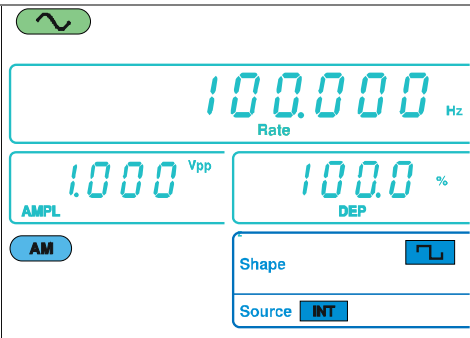 100.000 Hz
Rate
1.000 Vpp
AMPL
100.0 %
DEP
AM
Shape
Source INT